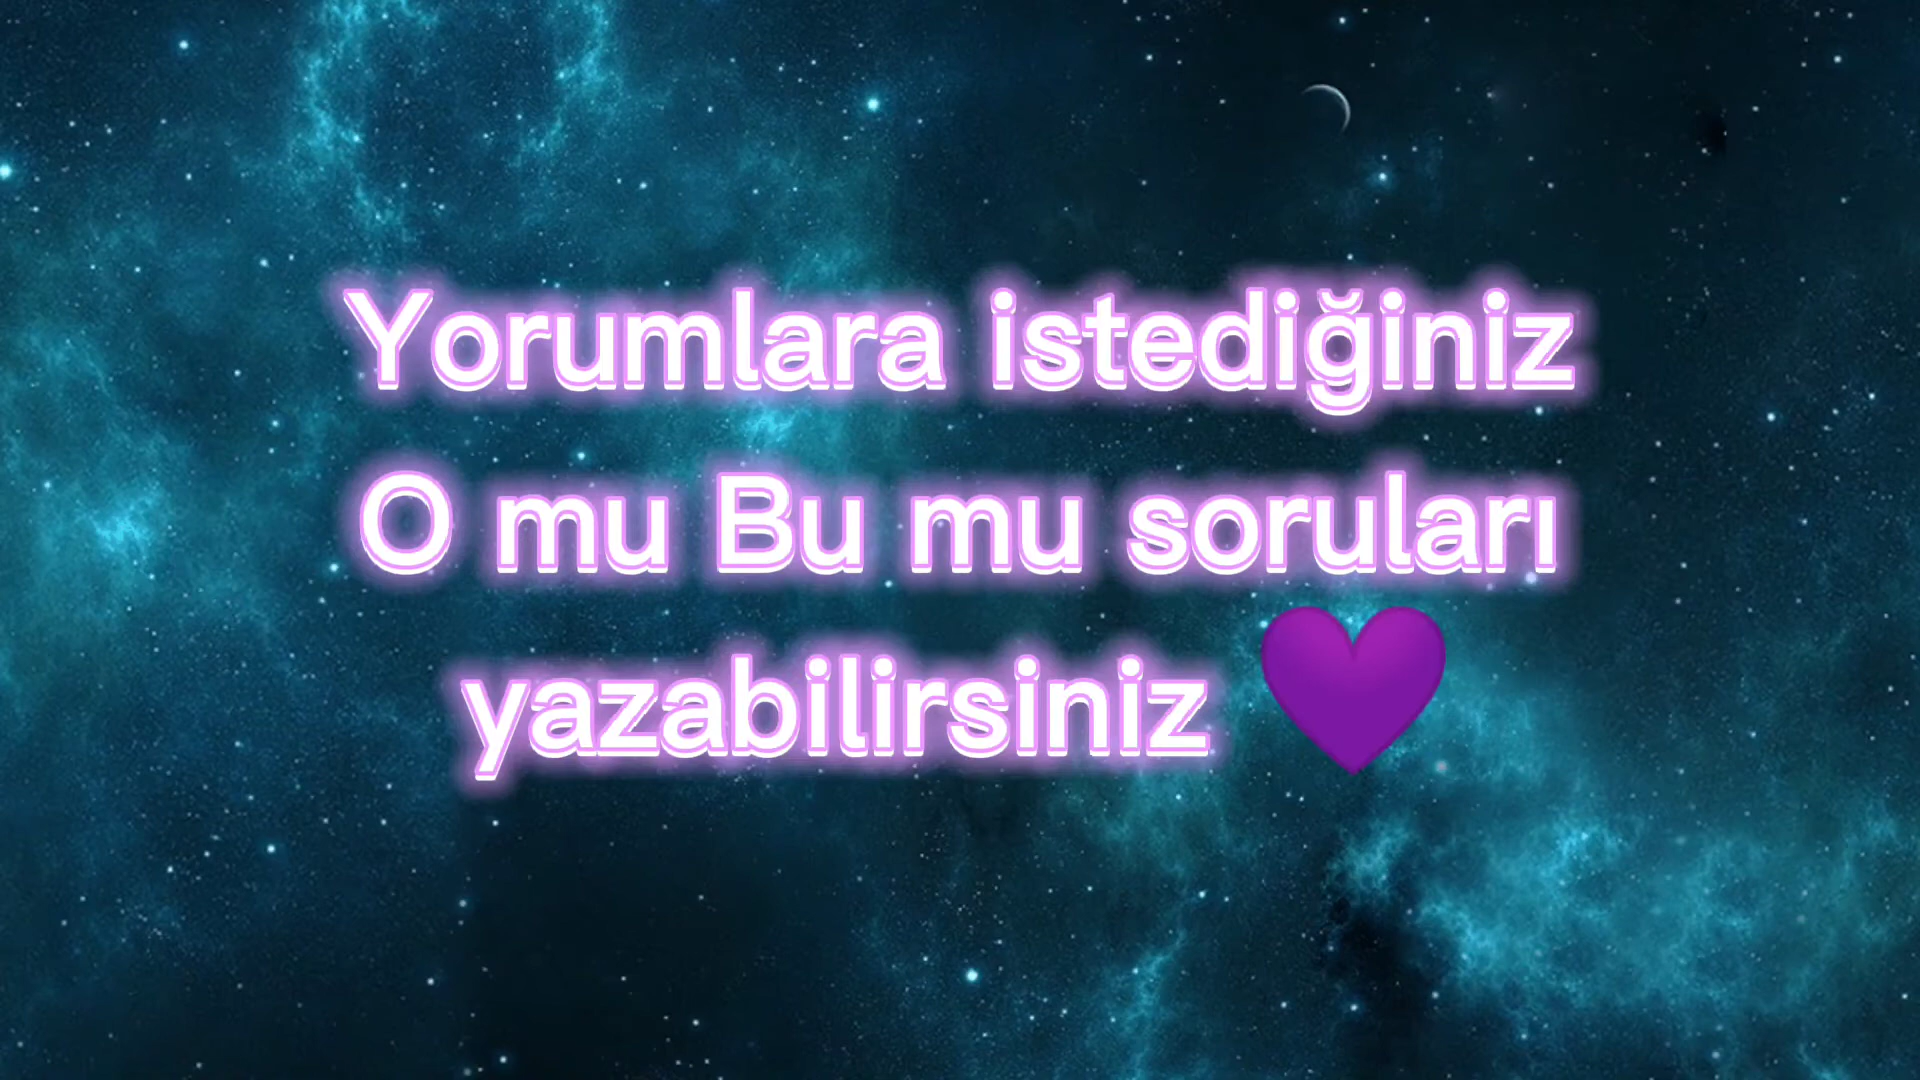 Yorumlara istediğiniz
O mu Bu mu soruları
yazabilirsiniz 💜